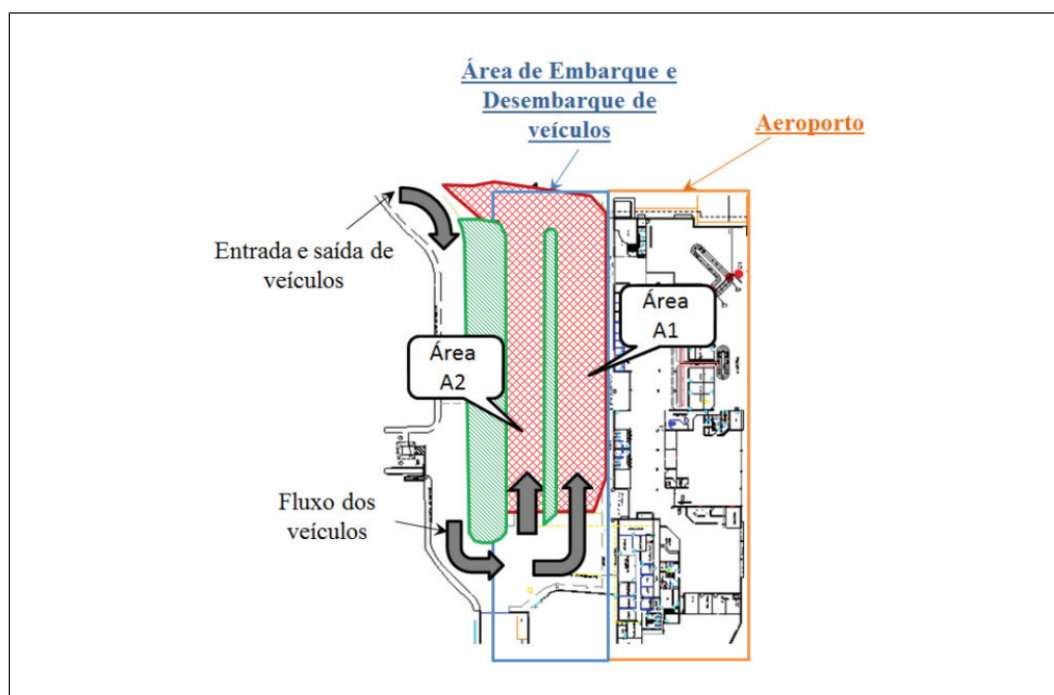 Área de Embarque e
Desembarque de
veículos
Aeroporto
Entrada e saída de
veículos
Área
A1
Área
A2
Fluxo dos
veículos